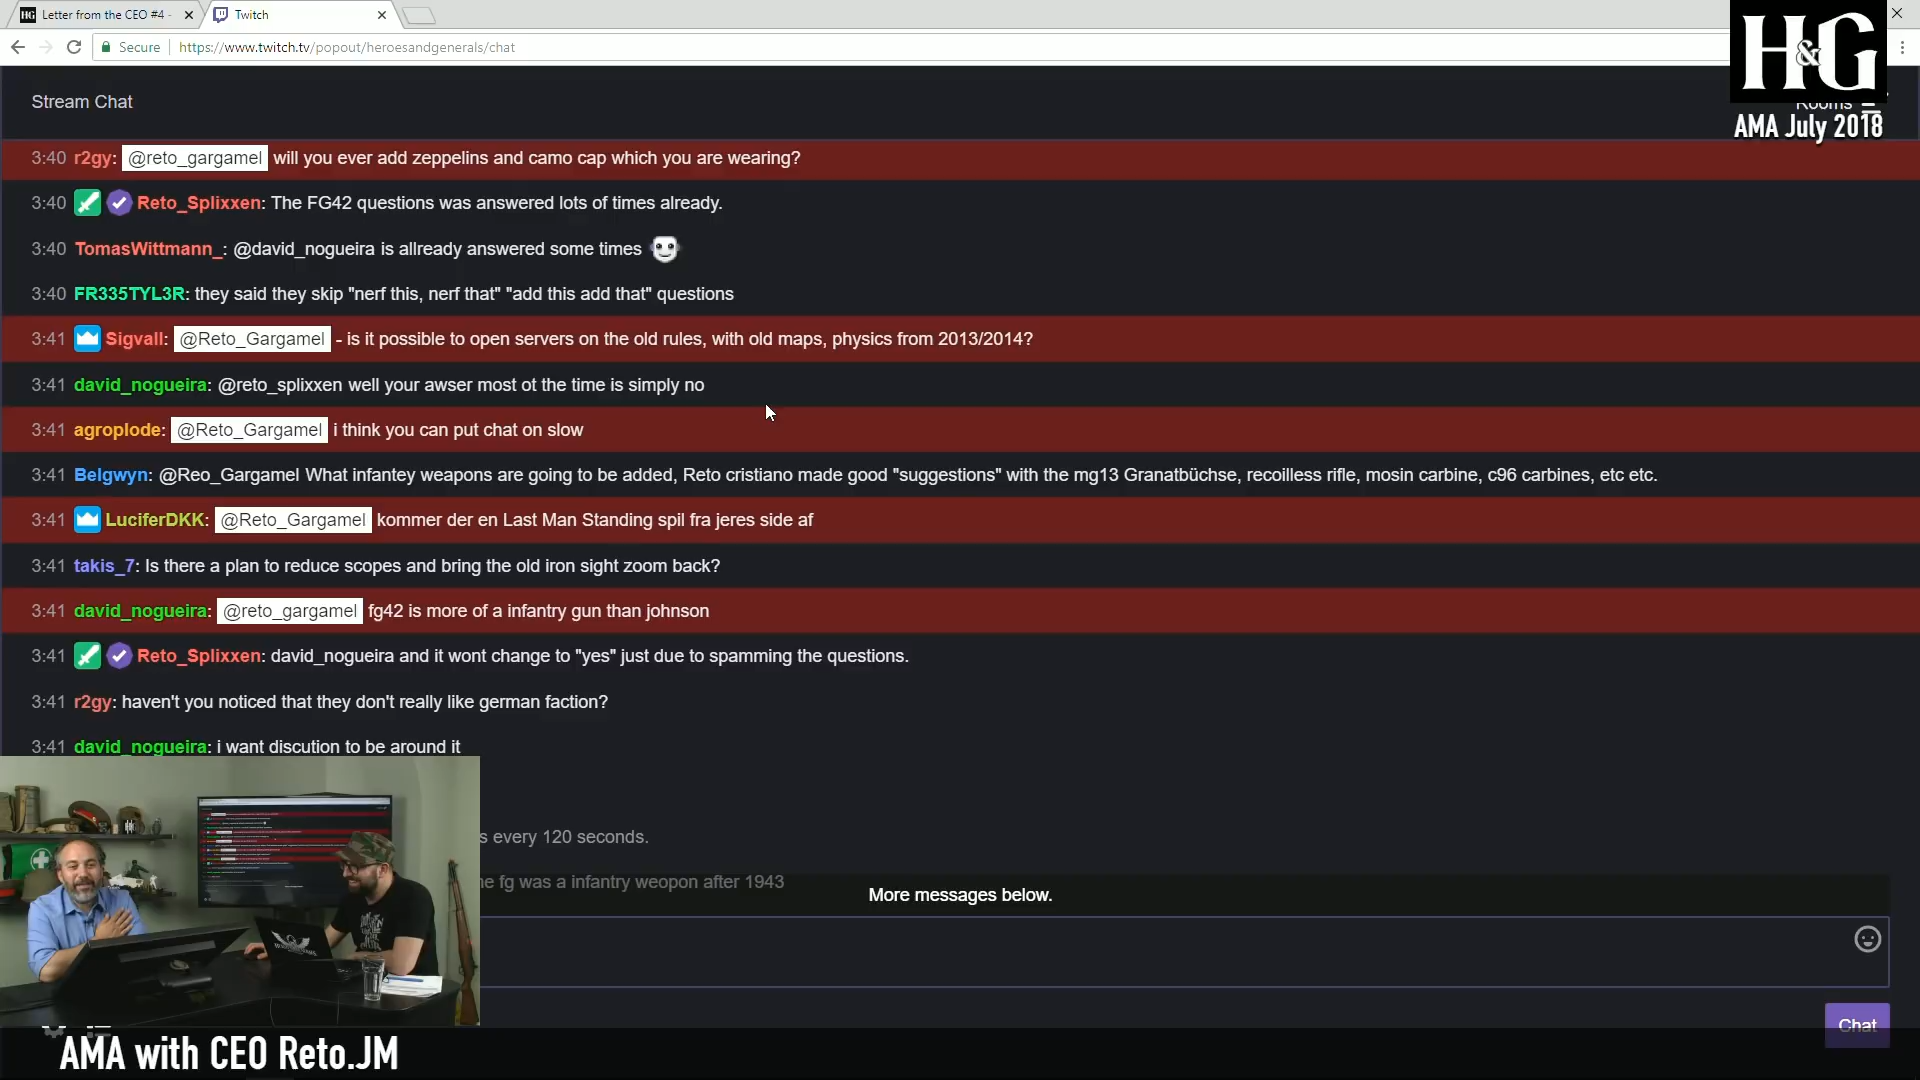 Letter from the CEO #4 -
Twitch
Secure
https://www.twitch.tv/popout/heroesandgenerals/chat
H&G
Stream Chat
Rooms
AMA July 2018
3:40 r2gy: @reto_gargamel will you ever add zeppelins and camo cap which you are wearing?
3:40 Reto_Splixxen: The FG42 questions was answered lots of times already.
3:40 TomasWittmann_: @david_nogueira is allready answered some times
3:40 FR335TYL3R: they said they skip "nerf this, nerf that" "add this add that" questions
3:41 Sigvall: @Reto_Gargamel - is it possible to open servers on the old rules, with old maps, physics from 2013/2014?
3:41 david_nogueira: @reto_splixxen well your awser most ot the time is simply no
3:41 agroplode: @Reto_Gargamel i think you can put chat on slow
3:41 Belgwyn: @Reo_Gargamel What infantey weapons are going to be added, Reto cristiano made good "suggestions" with the mg13 Granatbüchse, recoilless rifle, mosin carbine, c96 carbines, etc etc.
3:41 LuciferDKK: @Reto_Gargamel kommer der en Last Man Standing spil fra jeres side af
3:41 takis_7: Is there a plan to reduce scopes and bring the old iron sight zoom back?
3:41 david_nogueira: @reto_gargamel fg42 is more of a infantry gun than johnson
3:41 Reto_Splixxen: david_nogueira and it wont change to "yes" just due to spamming the questions.
3:41 r2gy: haven't you noticed that they don't really like german faction?
3:41 david_nogueira: i want discution to be around it
s every 120 seconds.
he fg was a infantry weopon after 1943
More messages below.
Chat
AMA with CEO Reto.JM